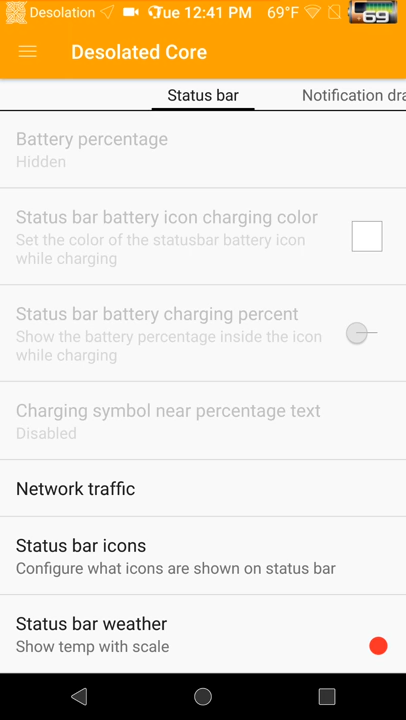 Desolation Tue 12:41 PM 69°F 69
Desolated Core
Status bar Notification dra
Battery percentage
Hidden
Status bar battery icon charging color
Set the color of the statusbar battery icon
while charging
Status bar battery charging percent
Show the battery percentage inside the icon
while charging
Charging symbol near percentage text
Disabled
Network traffic
Status bar icons
Configure what icons are shown on status bar
Status bar weather
Show temp with scale